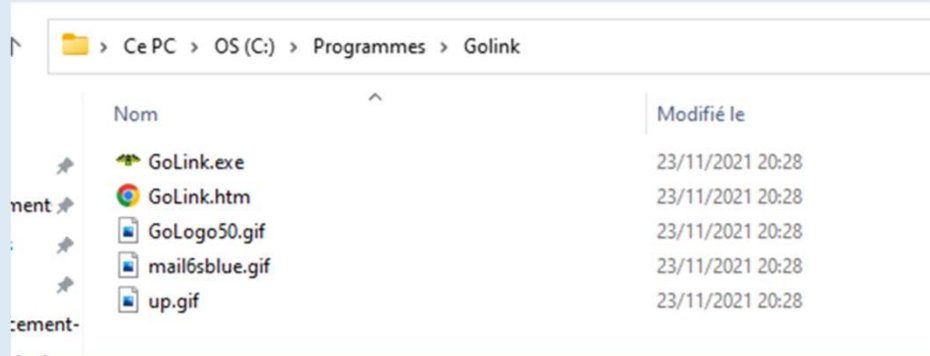 Ce PC > OS (C:) > Programmes > Golink
Nom Modifié le
GoLink.exe 23/11/2021 20:28
ment GoLink.htm 23/11/2021 20:28
GoLogo50.gif 23/11/2021 20:28
mail6sblue.gif 23/11/2021 20:28
up.gif 23/11/2021 20:28
cement-